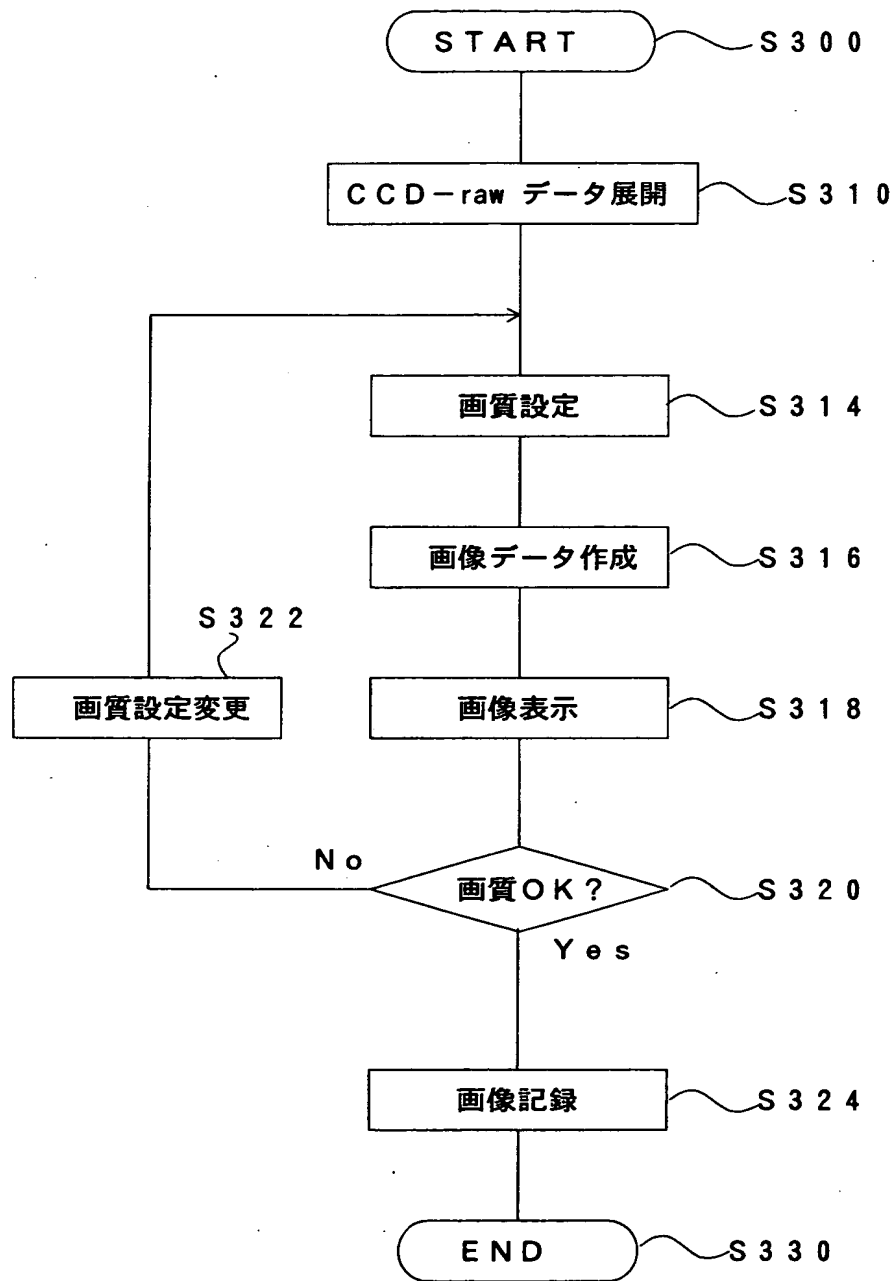 START S300
CCD-raw データ展開 S310
画質設定 S314
画像データ作成 S316
S322
画質設定変更 画像表示 S318
No
画質OK? S320
Yes
画像記録 S324
END S330